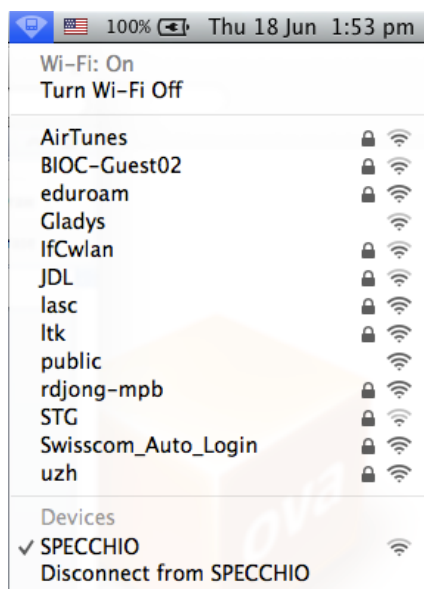 100% Thu 18 Jun 1:53 pm
Wi-Fi: On
Turn Wi-Fi Off
AirTunes
BIOC-Guest02
eduroam
Gladys
IfCwlan
JDL
lasc
ltk
public
rdjong-mpb
STG
Swisscom_Auto_Login
uzh
Devices
SPECCHIO
Disconnect from SPECCHIO
ova